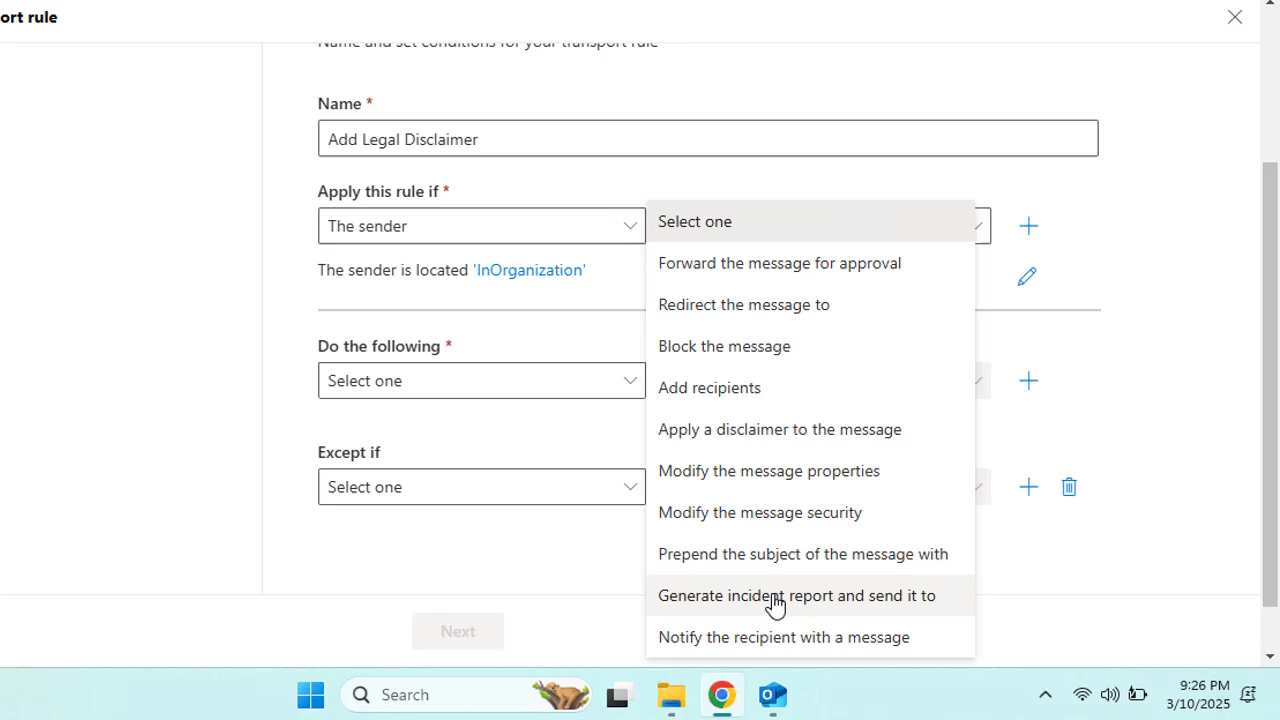 ort rule
Name and set conditions for your transport rule
Name *
Add Legal Disclaimer
Apply this rule if *
The sender
The sender is located 'InOrganization'
Do the following *
Select one
Except if
Select one
Select one
Forward the message for approval
Redirect the message to
Block the message
Add recipients
Apply a disclaimer to the message
Modify the message properties
Modify the message security
Prepend the subject of the message with
Generate incident report and send it to
Notify the recipient with a message
Next
Search
9:26 PM
3/10/2025